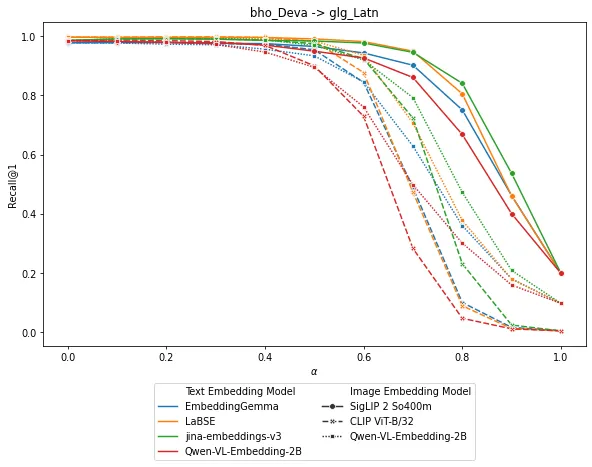 bho_Deva -> glg_Latn
1.0
0.8
0.6
0.4
0.2
0.0
Recall@1
0.0 0.2 0.4 0.6 0.8 1.0
α
Text Embedding Model
EmbeddingGemma
LaBSE
jina-embeddings-v3
Qwen-VL-Embedding-2B
Image Embedding Model
SigLIP 2 So400m
CLIP ViT-B/32
Qwen-VL-Embedding-2B